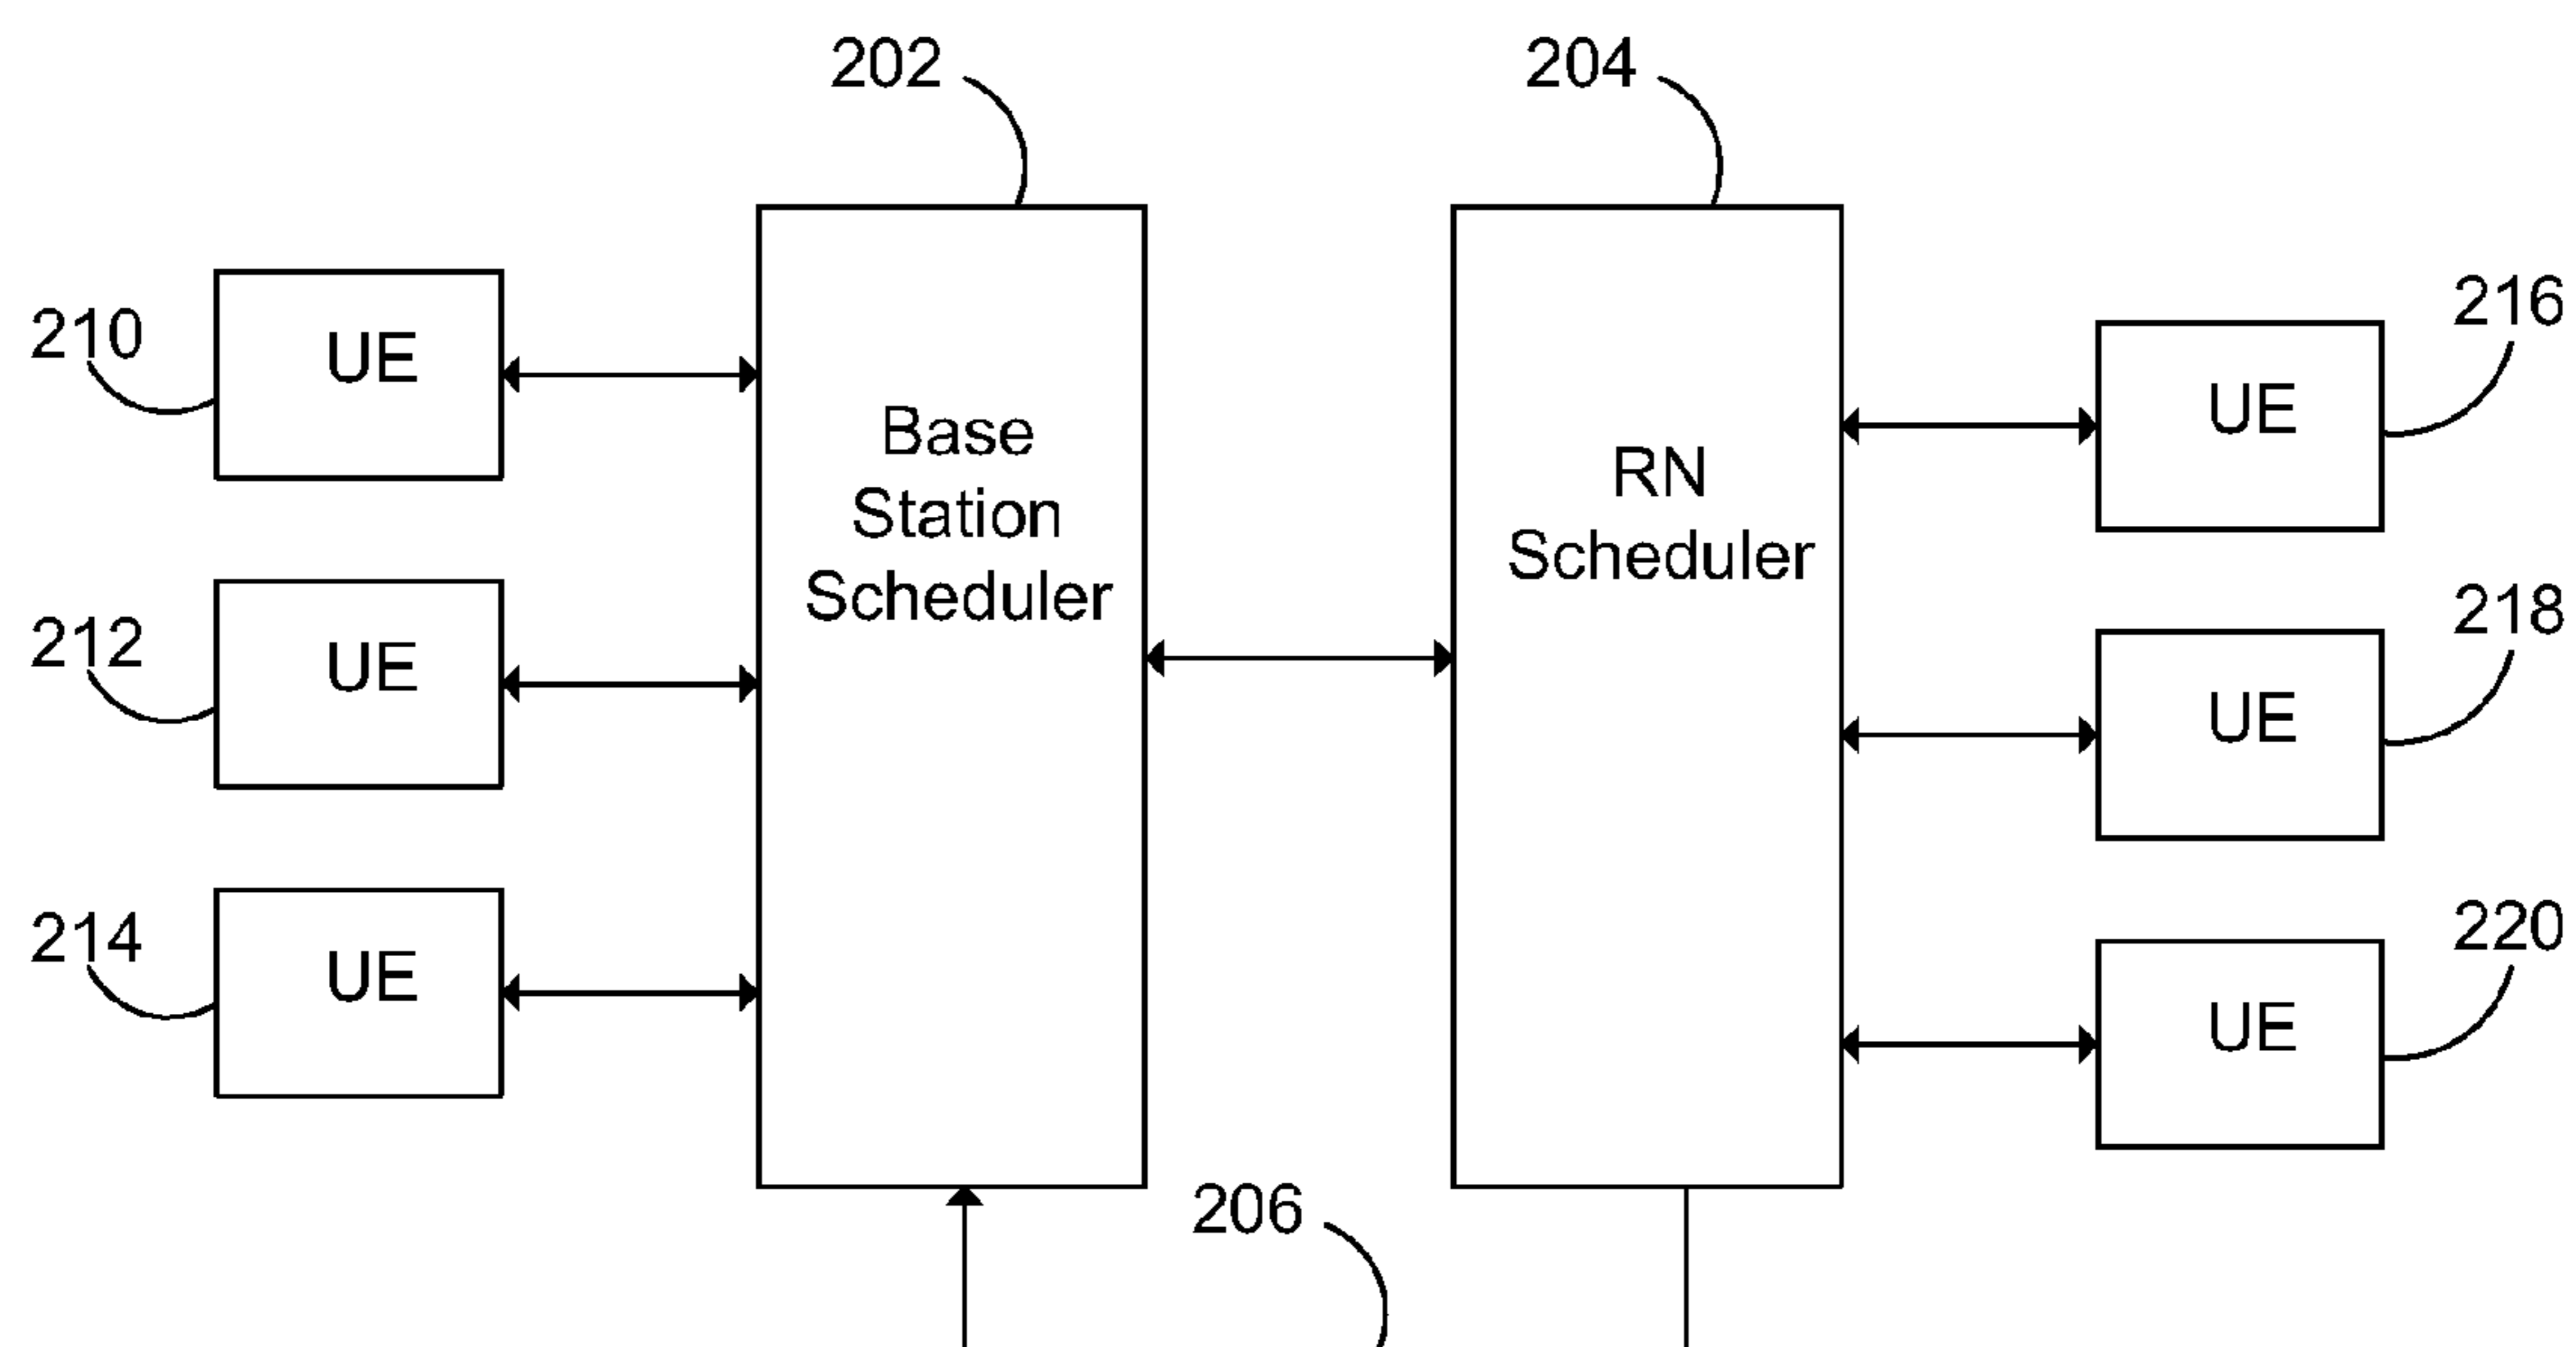 202
204
210
UE
Base
Station
Scheduler
RN
Scheduler
UE
216
212
UE
UE
218
214
UE
UE
220
206